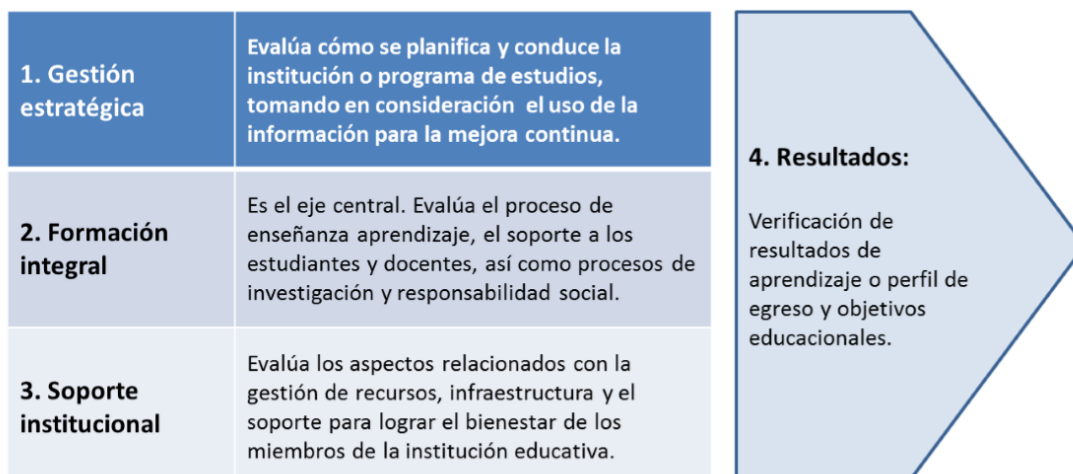 1. Gestión
estratégica
Evalúa cómo se planifica y conduce la
institución o programa de estudios,
tomando en consideración el uso de la
información para la mejora continua.
2. Formación
integral
Es el eje central. Evalúa el proceso de
enseñanza aprendizaje, el soporte a los
estudiantes y docentes, así como procesos de
investigación y responsabilidad social.
3. Soporte
institucional
Evalúa los aspectos relacionados con la
gestión de recursos, infraestructura y el
soporte para lograr el bienestar de los
miembros de la institución educativa.
4. Resultados:
Verificación de
resultados de
aprendizaje o perfil de
egreso y objetivos
educacionales.